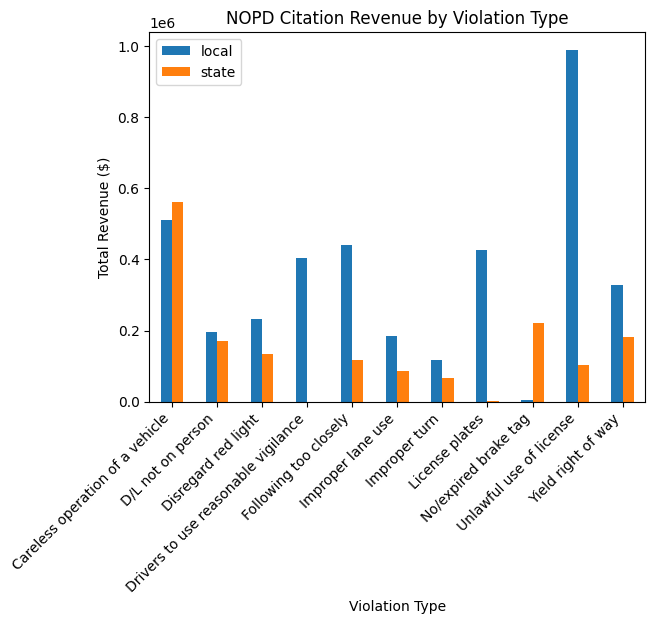 NOPD Citation Revenue by Violation Type
1e6
local
state
1.0
0.8
0.6
0.4
0.2
0.0
Total Revenue ($)
Careless operation of a vehicle
D/L not on person
Disregard red light
Drivers to use reasonable vigilance
Following too closely
Improper lane use
Improper turn
License plates
No/expired brake tag
Unlawful use of license
Yield right of way
Violation Type